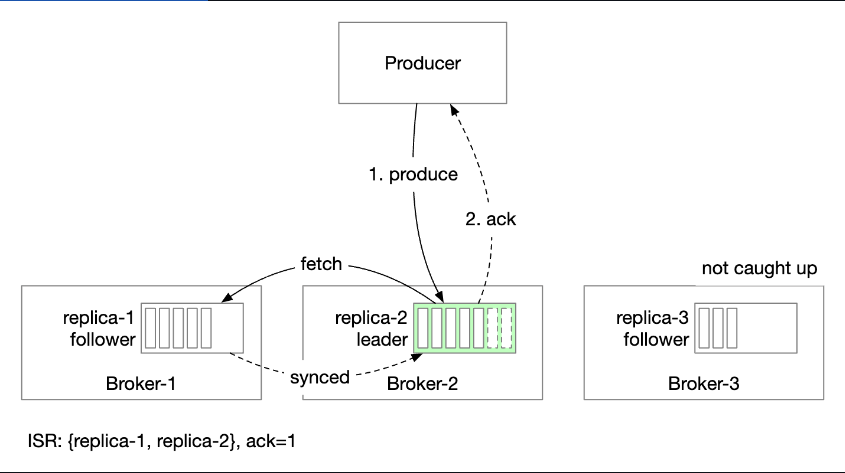 Producer
1. produce
2. ack
fetch
not caught up
replica-1
follower
replica-2
leader
replica-3
follower
synced
Broker-1
Broker-2
Broker-3
ISR: {replica-1, replica-2}, ack=1